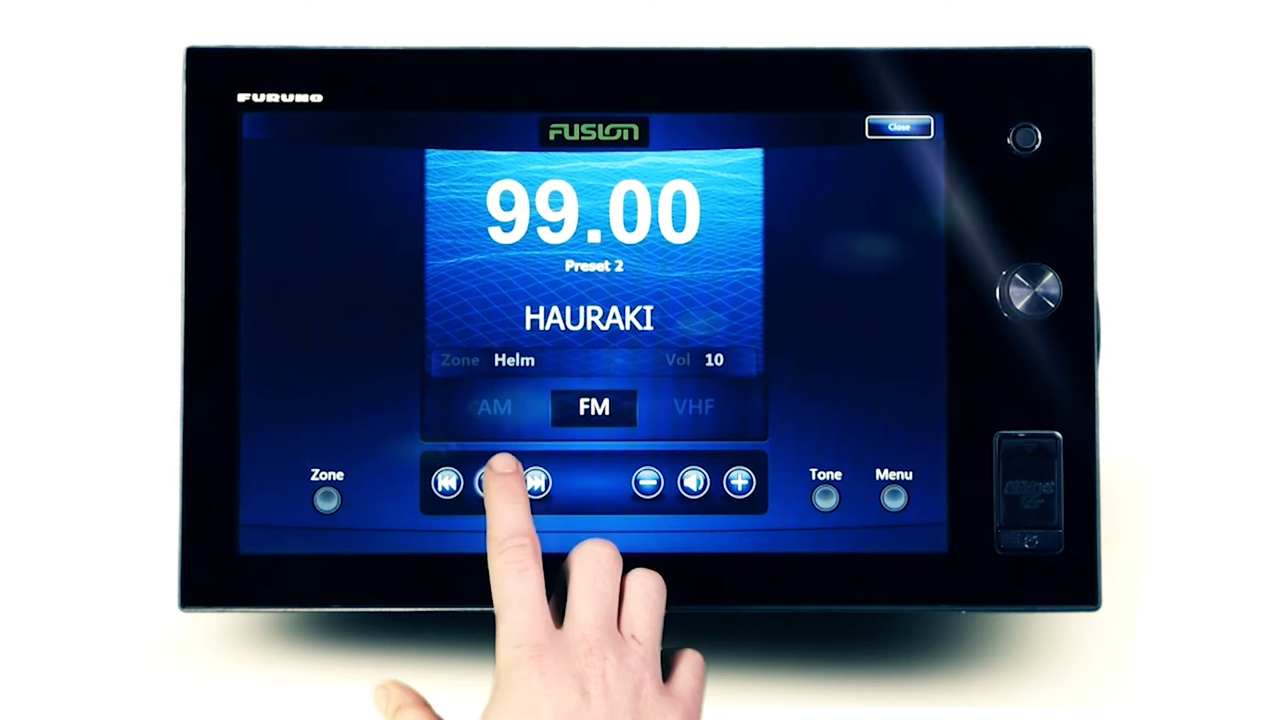 FURUNO
FUSION
Close
99.00
Preset 2
HAURAKI
Zone Helm Vol 10
AM FM VHF
Zone
Tone Menu